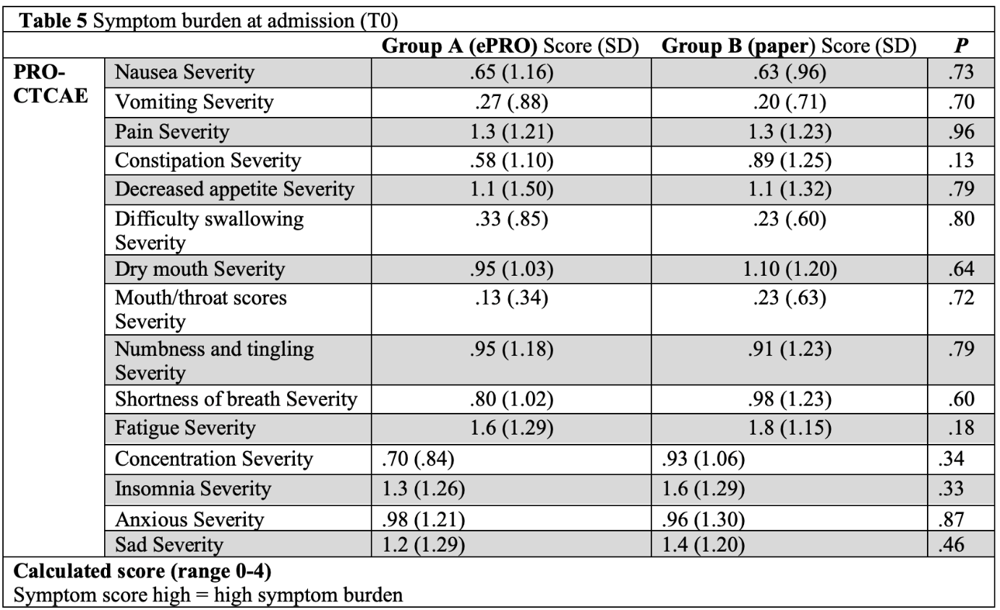 Table 5 Symptom burden at admission (T0)
Group A (ePRO) Score (SD) Group B (paper) Score (SD) P
PRO-
CTCAE
Nausea Severity .65 (1.16) .63 (.96) .73
Vomiting Severity .27 (.88) .20 (.71) .70
Pain Severity 1.3 (1.21) 1.3 (1.23) .96
Constipation Severity .58 (1.10) .89 (1.25) .13
Decreased appetite Severity 1.1 (1.50) 1.1 (1.32) .79
Difficulty swallowing .33 (.85) .23 (.60) .80
Severity
Dry mouth Severity .95 (1.03) 1.10 (1.20) .64
Mouth/throat scores .13 (.34) .23 (.63) .72
Severity
Numbness and tingling .95 (1.18) .91 (1.23) .79
Severity
Shortness of breath Severity .80 (1.02) .98 (1.23) .60
Fatigue Severity 1.6 (1.29) 1.8 (1.15) .18
Concentration Severity .70 (.84) .93 (1.06) .34
Insomnia Severity 1.3 (1.26) 1.6 (1.29) .33
Anxious Severity .98 (1.21) .96 (1.30) .87
Sad Severity 1.2 (1.29) 1.4 (1.20) .46
Calculated score (range 0-4)
Symptom score high = high symptom burden